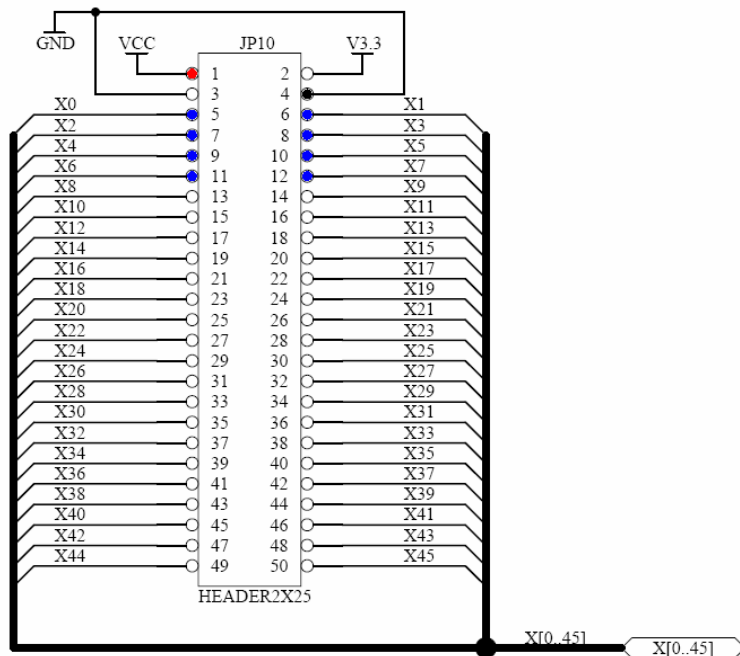 GND VCC JP10 V3.3
1 2
3 4
X0 5 6 X1
X2 7 8 X3
X4 9 10 X5
X6 11 12 X7
X8 13 14 X9
X10 15 16 X11
X12 17 18 X13
X14 19 20 X15
X16 21 22 X17
X18 23 24 X19
X20 25 26 X21
X22 27 28 X23
X24 29 30 X25
X26 31 32 X27
X28 33 34 X29
X30 35 36 X31
X32 37 38 X33
X34 39 40 X35
X36 41 42 X37
X38 43 44 X39
X40 45 46 X41
X42 47 48 X43
X44 49 50 X45
HEADER2X25
X[0..45] X[0..45]